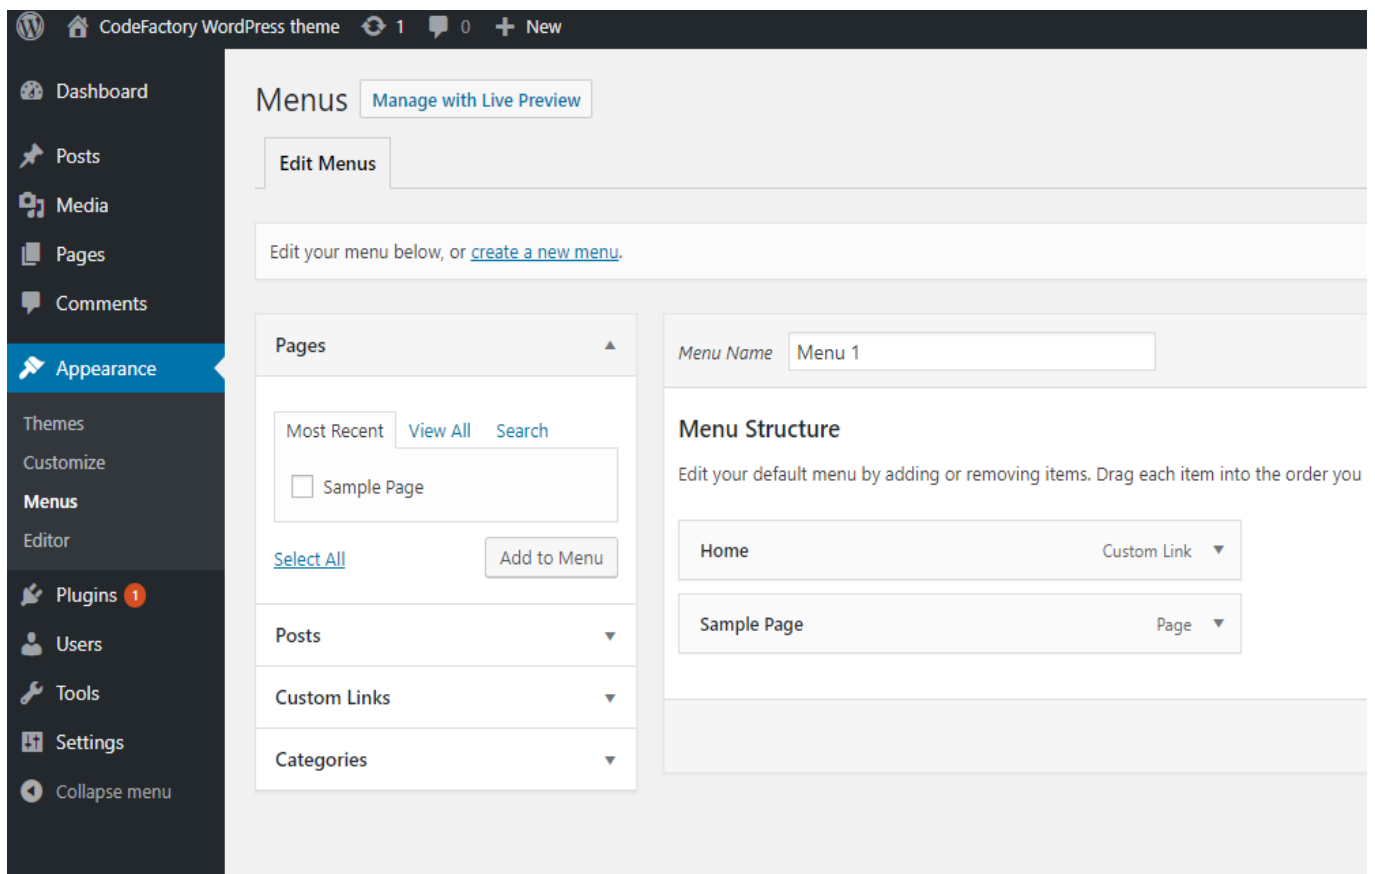 CodeFactory WordPress theme 1 0 New
Dashboard
Posts
Media
Pages
Comments
Appearance
Themes
Customize
Menus
Editor
Plugins 1
Users
Tools
Settings
Collapse menu
Menus Manage with Live Preview
Edit Menus
Edit your menu below, or create a new menu.
Pages
Most Recent View All Search
Sample Page
Select All Add to Menu
Posts
Custom Links
Categories
Menu Name Menu 1
Menu Structure
Edit your default menu by adding or removing items. Drag each item into the order you
Home Custom Link
Sample Page Page